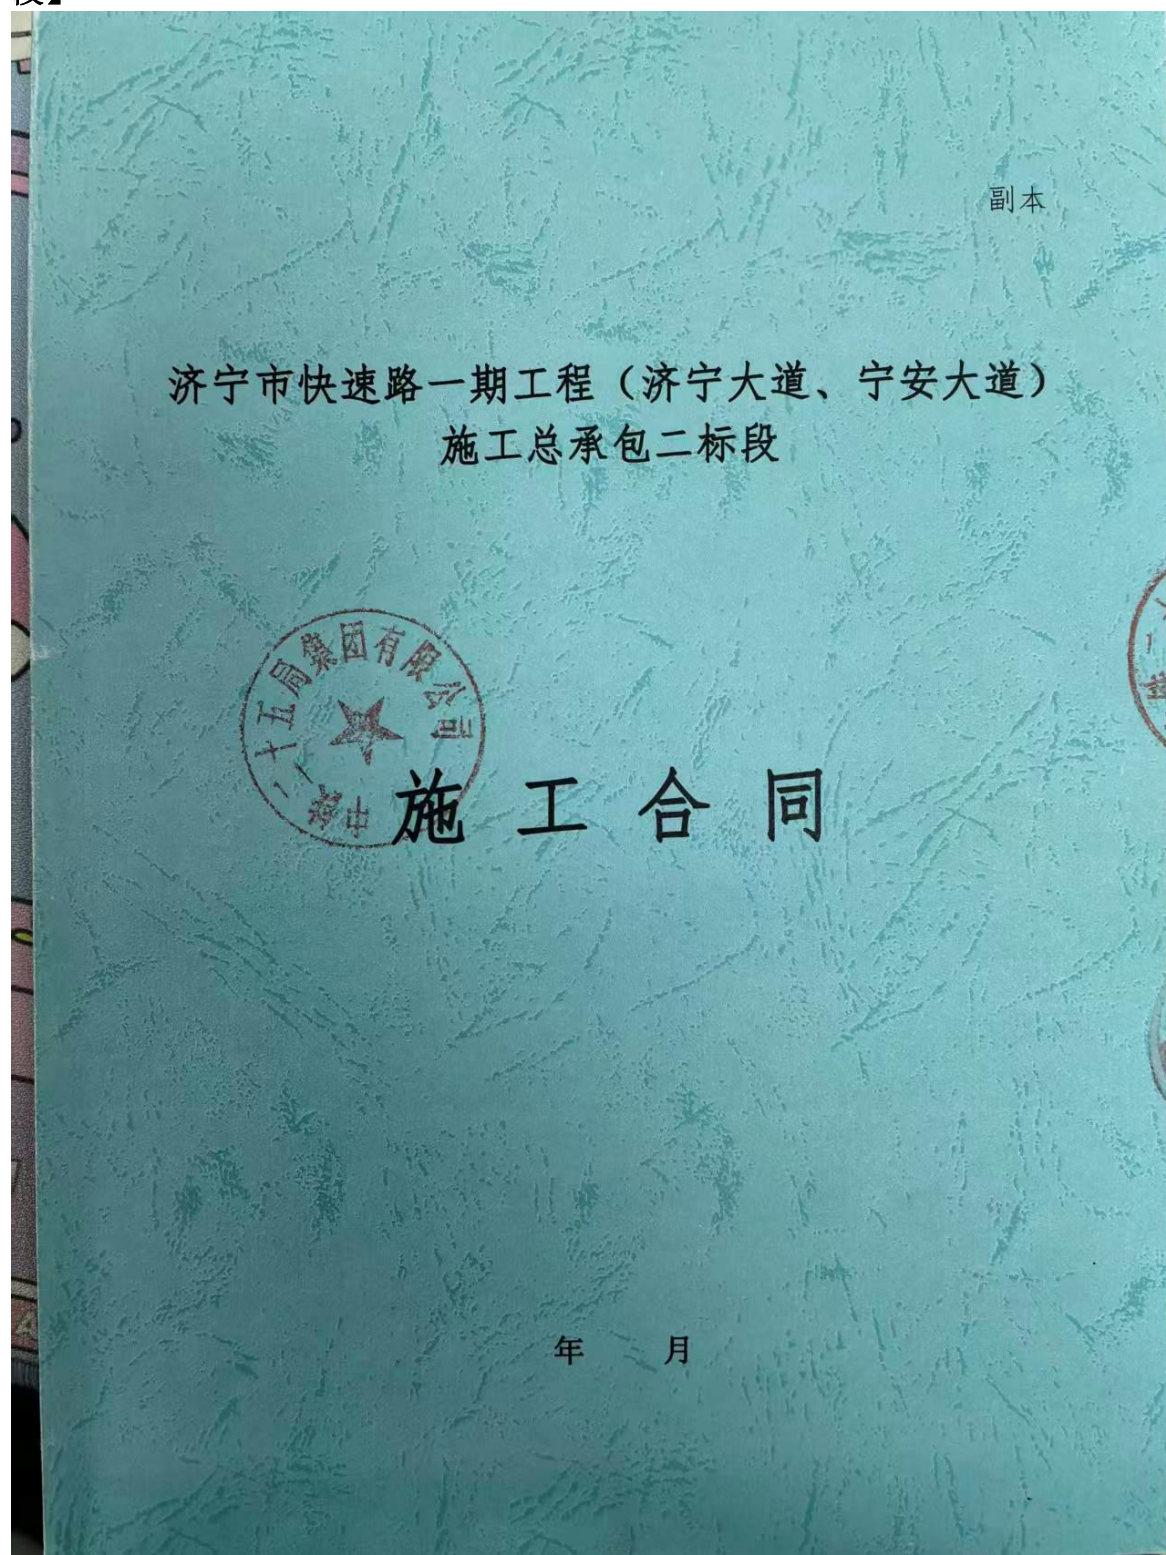 段】
副本
济宁市快速路一期工程（济宁大道、宁安大道）
施工总承包二标段
中铁二十五局集团有限公司
施工合同
年 月